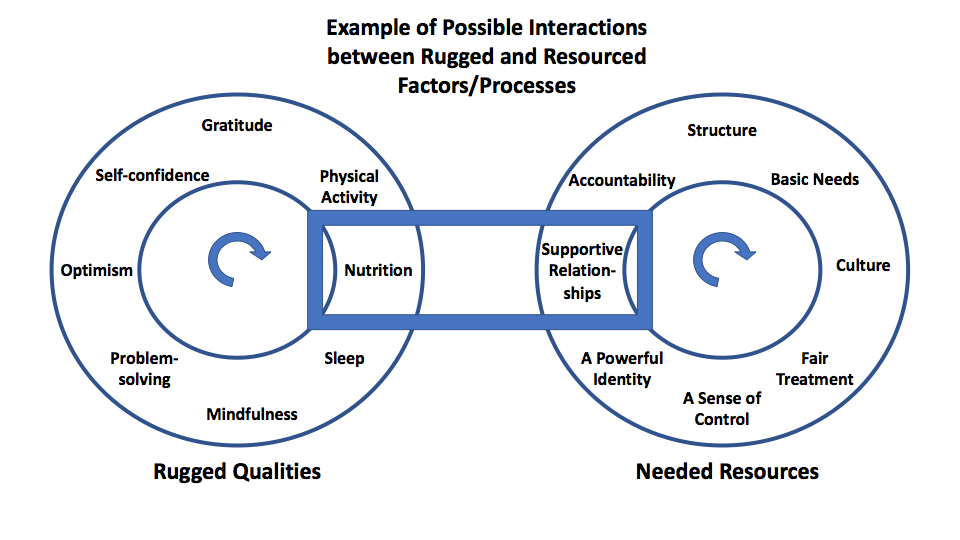 Example of Possible Interactions
between Rugged and Resourced
Factors/Processes
Gratitude
Self-confidence
Physical
Activity
Optimism
Nutrition
Problem-
solving
Sleep
Mindfulness
Rugged Qualities
Structure
Accountability
Basic Needs
Supportive
Relation-
ships
Culture
A Powerful
Identity
Fair
Treatment
A Sense of
Control
Needed Resources